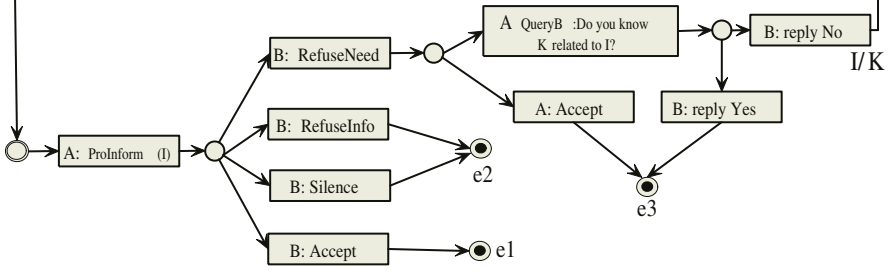 A QueryB :Do you know
K related to I?
B: reply No
I/ K
B: RefuseNeed
A: Accept
B: reply Yes
B: RefuseInfo
A: ProInform (I)
e2
B: Silence
e3
B: Accept
e1